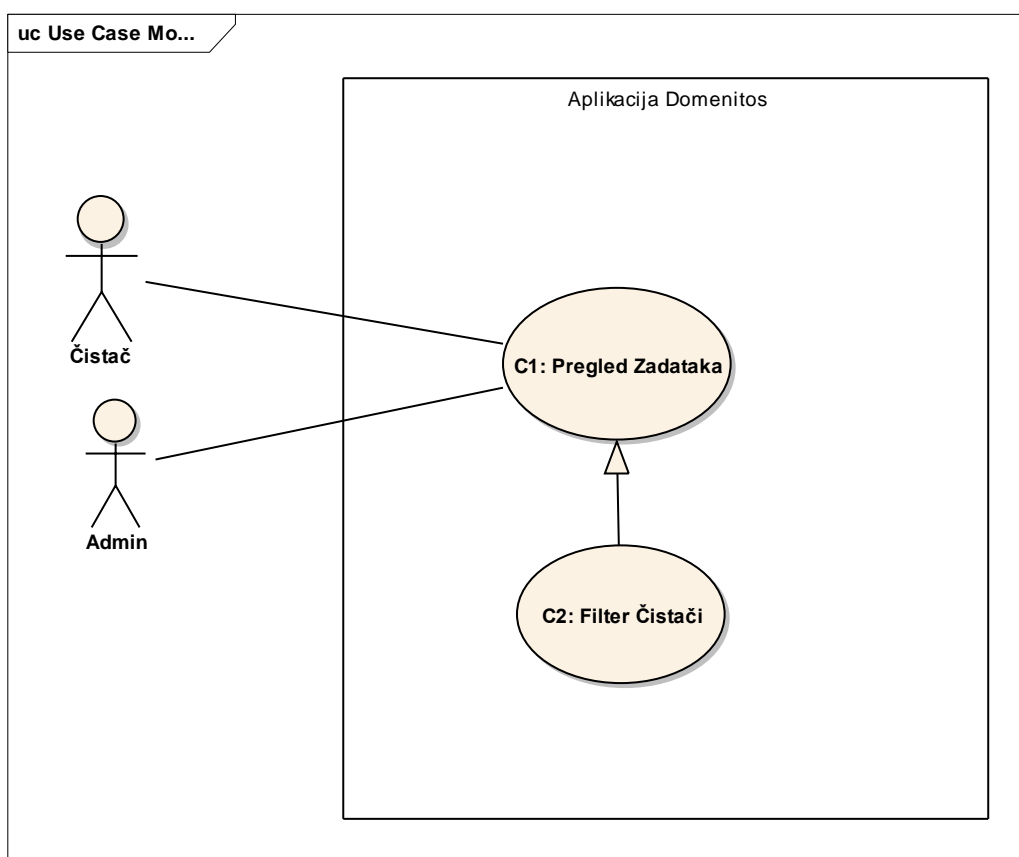 uc Use Case Mo...
Aplikacija Domenitos
Čistač
C1: Pregled Zadataka
Admin
C2: Filter Čistači